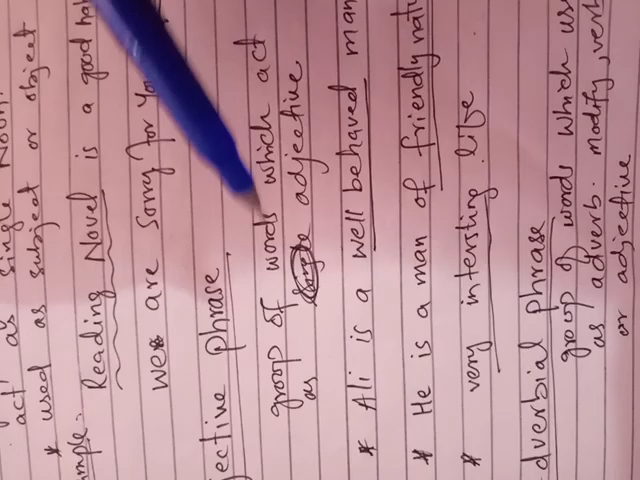 act as single Noun.
* used as subject or object
Reading Novel is a good
We are Sorry for
phrase
group of words which act
as adjective
* Ali is a well behaved man
* He is a man of friendly
* very intersting life
dverbial phrase
group of words which
as adverb. modify, verb
or adjective